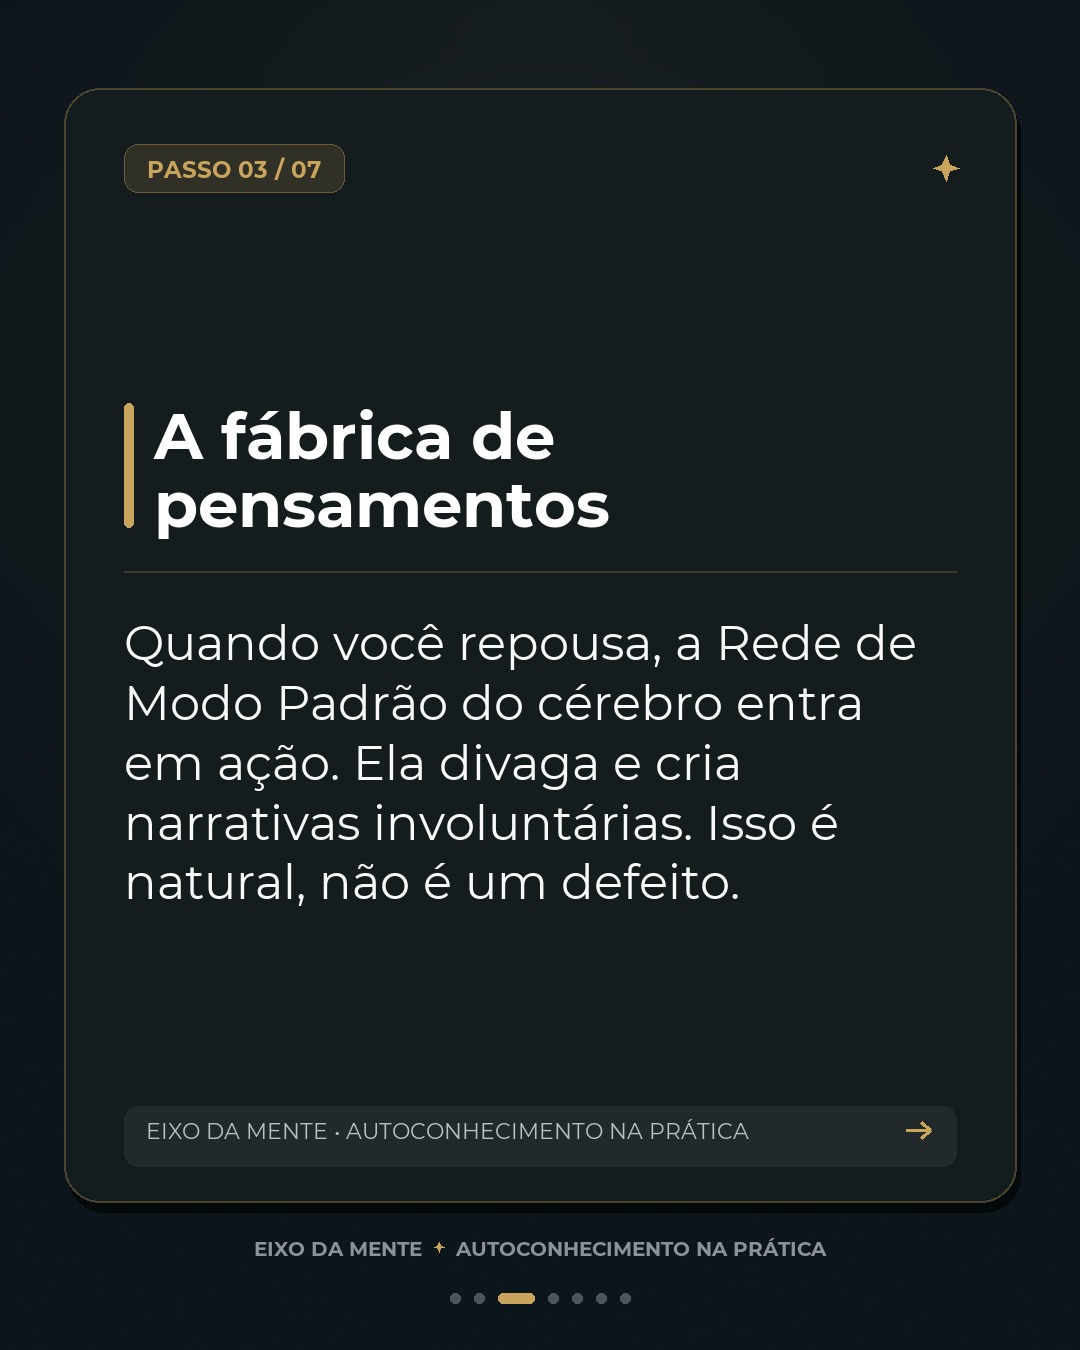 PASSO 03 / 07
A fábrica de
pensamentos
Quando você repousa, a Rede de
Modo Padrão do cérebro entra
em ação. Ela divaga e cria
narrativas involuntárias. Isso é
natural, não é um defeito.
EIXO DA MENTE • AUTOCONHECIMENTO NA PRÁTICA
EIXO DA MENTE ✦ AUTOCONHECIMENTO NA PRÁTICA